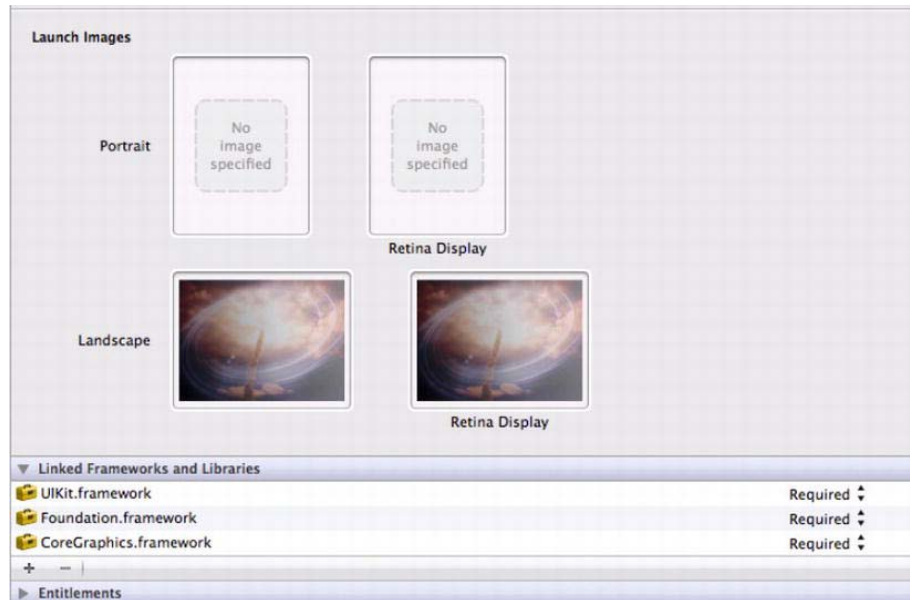 Launch Images
Portrait
No
image
specified
No
image
specified
Retina Display
Landscape
Retina Display
Linked Frameworks and Libraries
UIKit.framework Required
Foundation.framework Required
CoreGraphics.framework Required
+ -
Entitlements